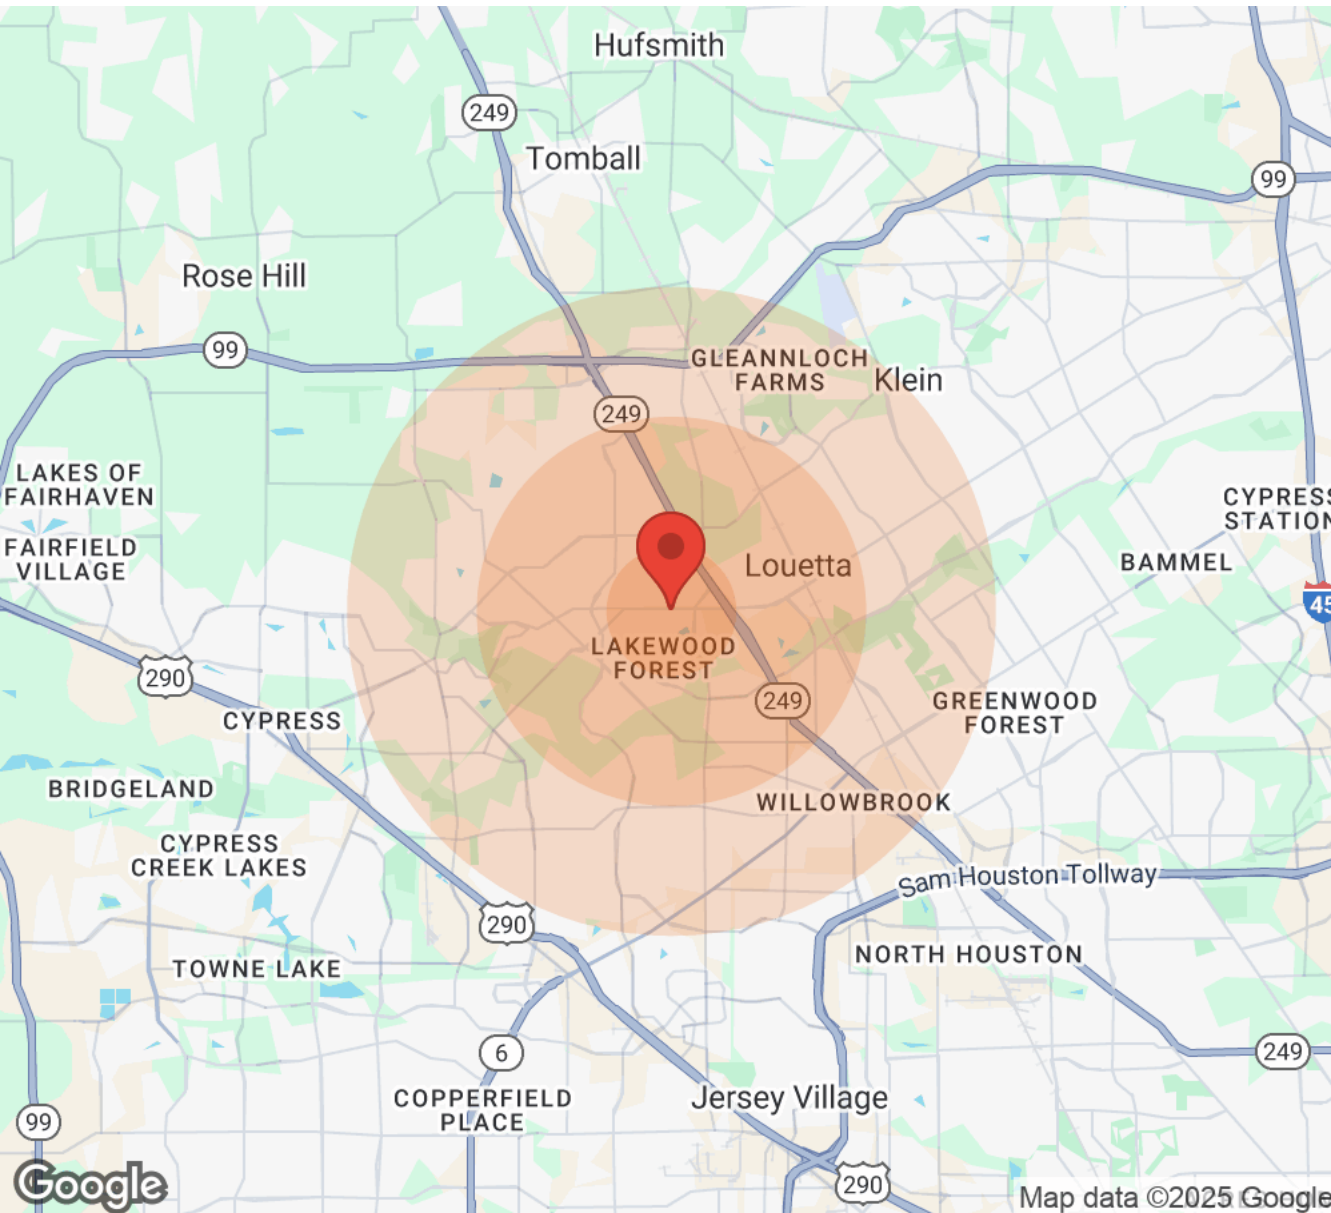 Hufsmith
249
Tomball
99
Rose Hill
99
GLEANNLOCH
FARMS
Klein
249
LAKES OF
FAIRHAVEN
CYPRESS
STATION
FAIRFIELD
VILLAGE
BAMMEL
Louetta
45
LAKEWOOD
FOREST
290
249
GREENWOOD
FOREST
CYPRESS
BRIDGELAND
WILLOWBROOK
CYPRESS
CREEK LAKES
Sam Houston Tollway
290
NORTH HOUSTON
TOWNE LAKE
6
249
COPPERFIELD
PLACE
Jersey Village
99
290
Google
Map data ©2025 Google